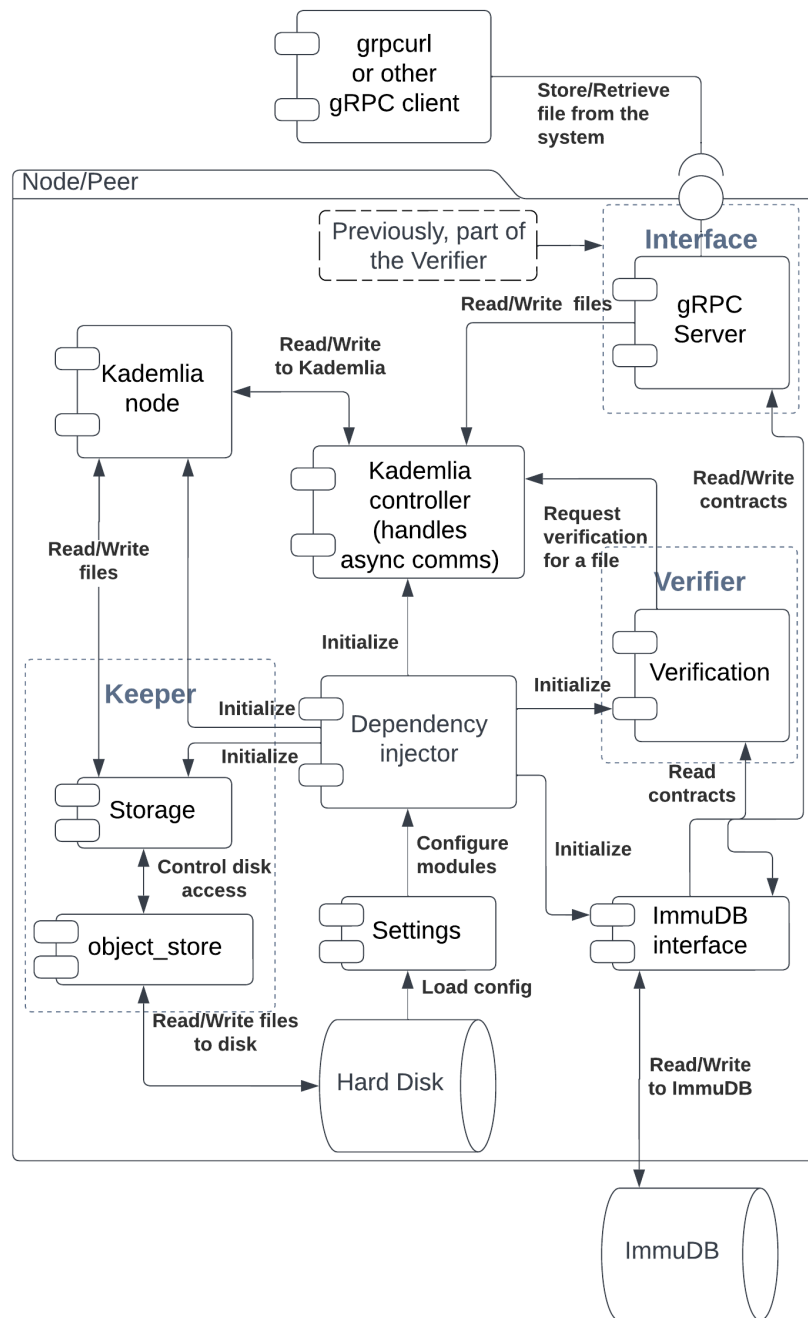 grpcurl
or other
gRPC client
Store/Retrieve
file from the
system
Node/Peer
Previously, part of
the Verifier
Interface
gRPC
Server
Read/Write files
Kademlia
node
Read/Write
to Kademlia
Kademlia
controller
(handles
async comms)
Read/Write
contracts
Request
verification
for a file
Read/Write
files
Verifier
Verification
Initialize
Keeper
Initialize
Initialize
Dependency
injector
Initialize
Storage
Read
contracts
Control disk
access
Configure
modules
Initialize
object_store
Settings
ImmuDB
interface
Load config
Read/Write files
to disk
Hard Disk
Read/Write
to ImmuDB
ImmuDB